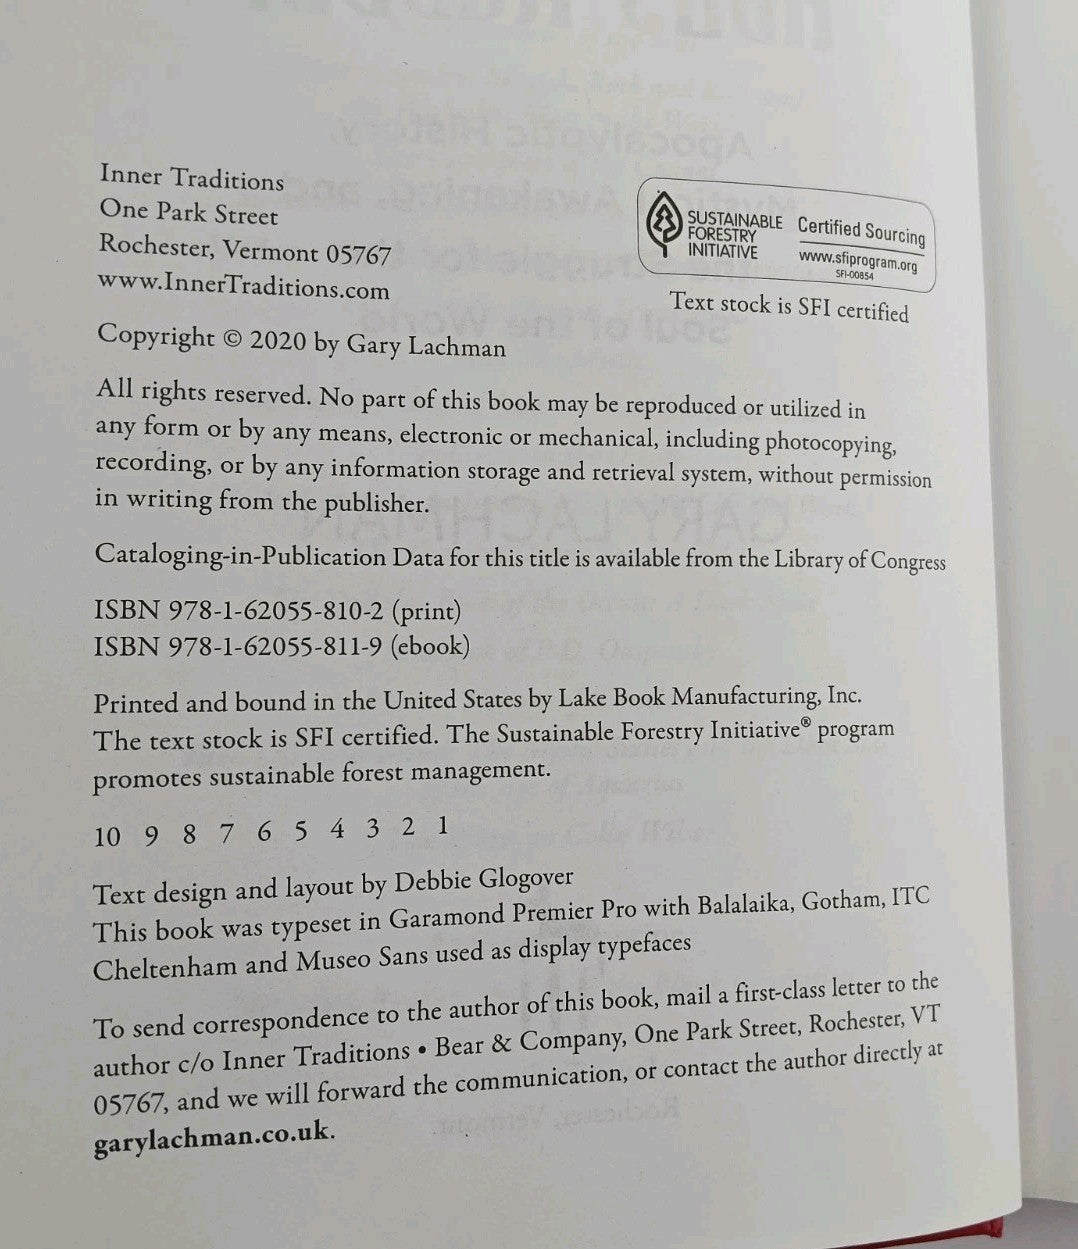 Inner Traditions
One Park Street
Rochester, Vermont 05767
www.InnerTraditions.com
SUSTAINABLE
FORESTRY
INITIATIVE
Certified Sourcing
www.sfiprogram.org
SFI-00854
Text stock is SFI certified
Copyright © 2020 by Gary Lachman
All rights reserved. No part of this book may be reproduced or utilized in
any form or by any means, electronic or mechanical, including photocopying,
recording, or by any information storage and retrieval system, without permission
in writing from the publisher.
Cataloging-in-Publication Data for this title is available from the Library of Congress
ISBN 978-1-62055-810-2 (print)
ISBN 978-1-62055-811-9 (ebook)
Printed and bound in the United States by Lake Book Manufacturing, Inc.
The text stock is SFI certified. The Sustainable Forestry Initiative® program
promotes sustainable forest management.
10 9 8 7 6 5 4 3 2 1
Text design and layout by Debbie Glogover
This book was typeset in Garamond Premier Pro with Balalaika, Gotham, ITC
Cheltenham and Museo Sans used as display typefaces
To send correspondence to the author of this book, mail a first-class letter to the
author c/o Inner Traditions • Bear & Company, One Park Street, Rochester, VT
05767, and we will forward the communication, or contact the author directly at
garylachman.co.uk.